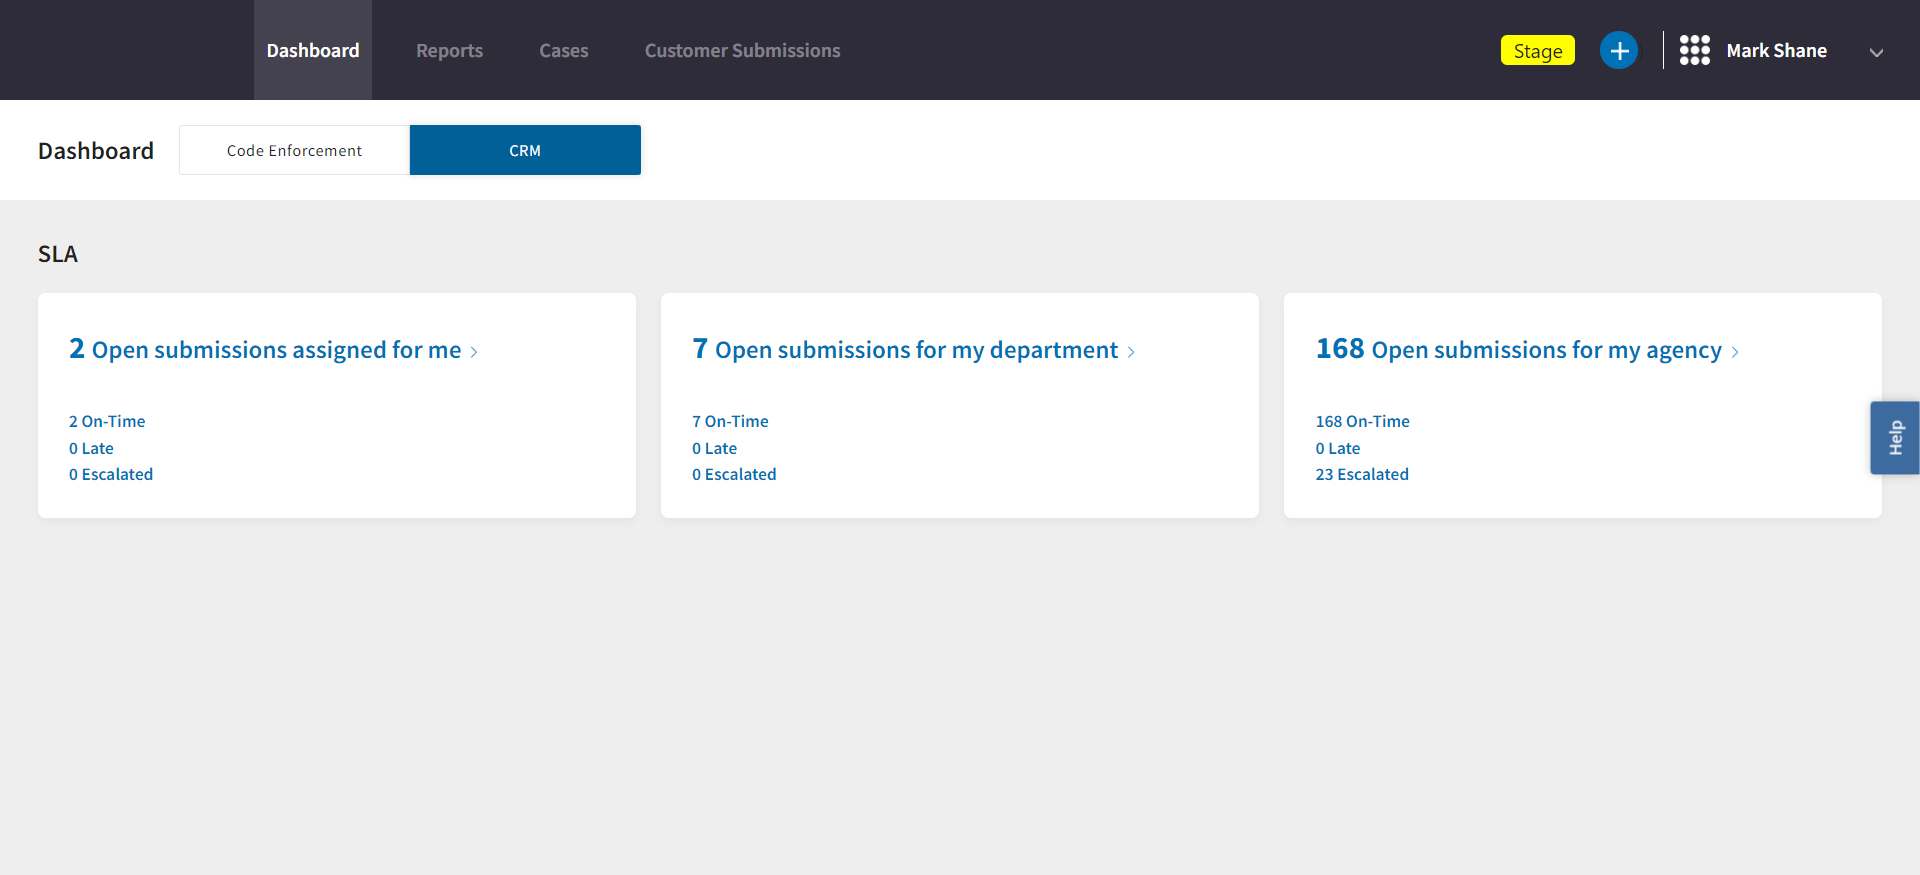 Dashboard
Reports
Cases
Customer Submissions
Stage
Mark Shane
Dashboard
Code Enforcement
CRM
SLA
2 Open submissions assigned for me
2 On-Time
0 Late
0 Escalated
7 Open submissions for my department
7 On-Time
0 Late
0 Escalated
168 Open submissions for my agency
168 On-Time
0 Late
23 Escalated
Help